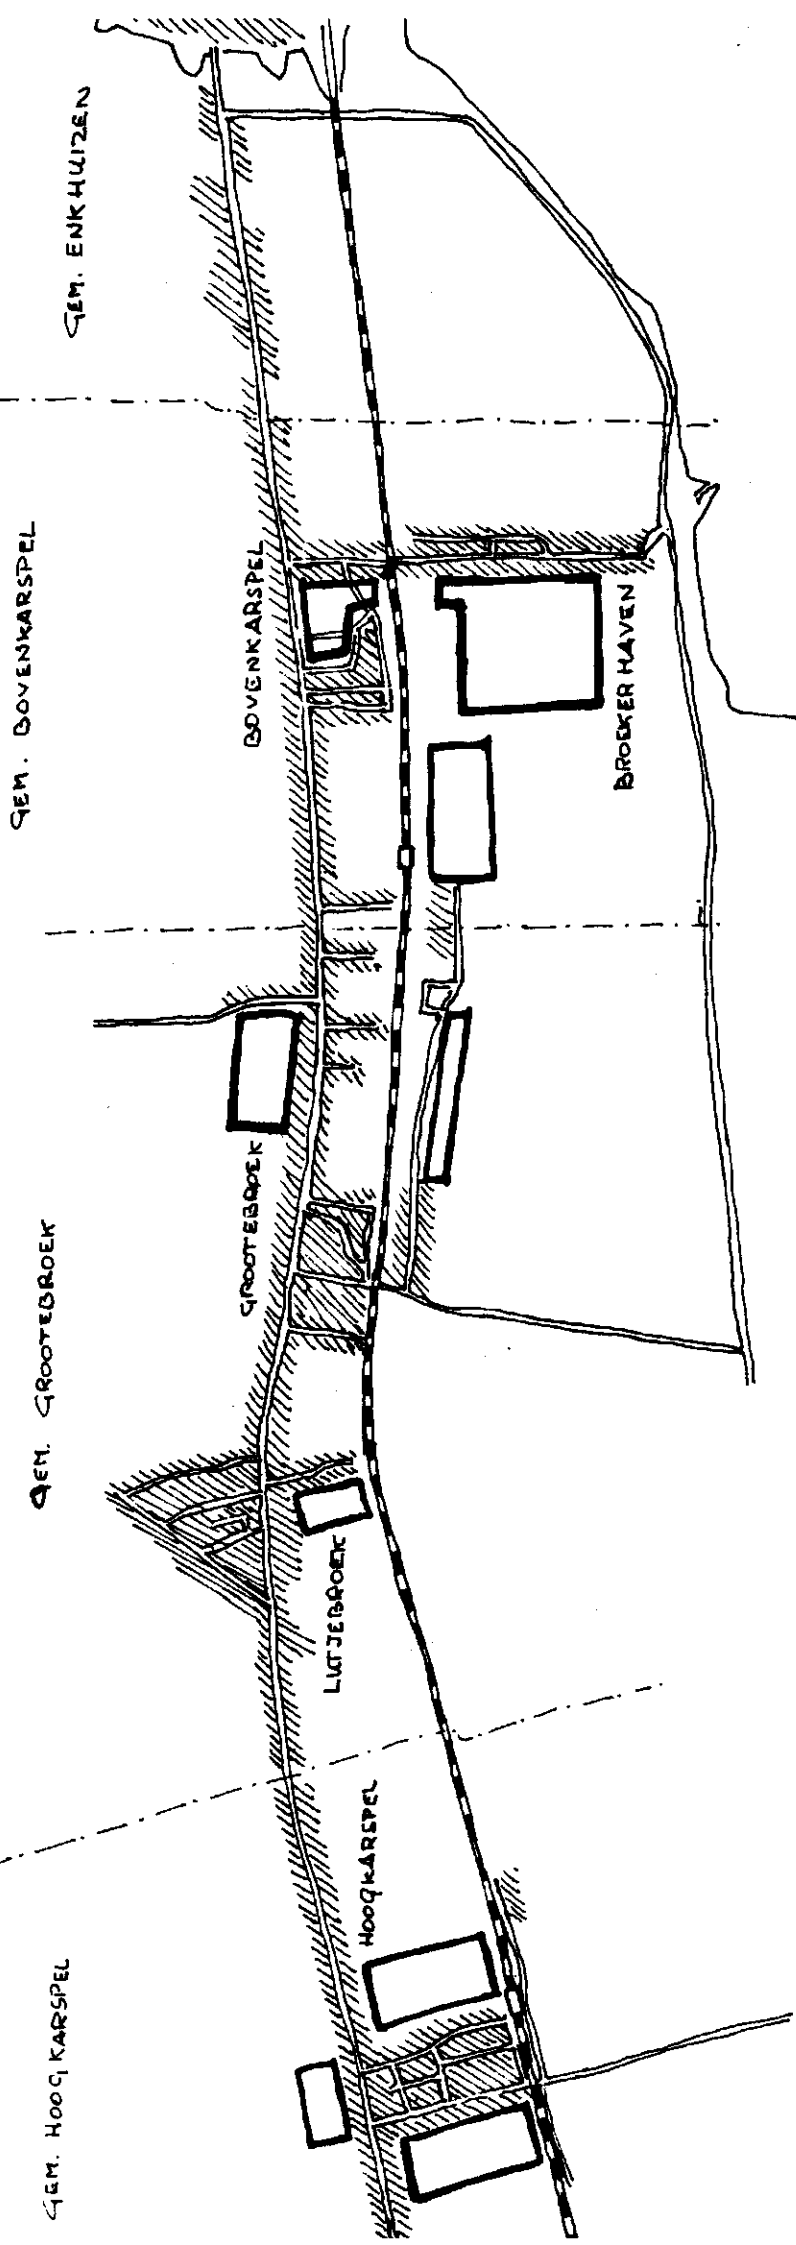 GEM. HOOGKARSPEL
GEM. GROOTEBROEK
GEM. BOVENKARSPEL
GEM. ENKHUIZEN
HOOGKARSPEL
LUTJEBROEK
GROOTEBROEK
BOVENKARSPEL
BROEKERHAVEN